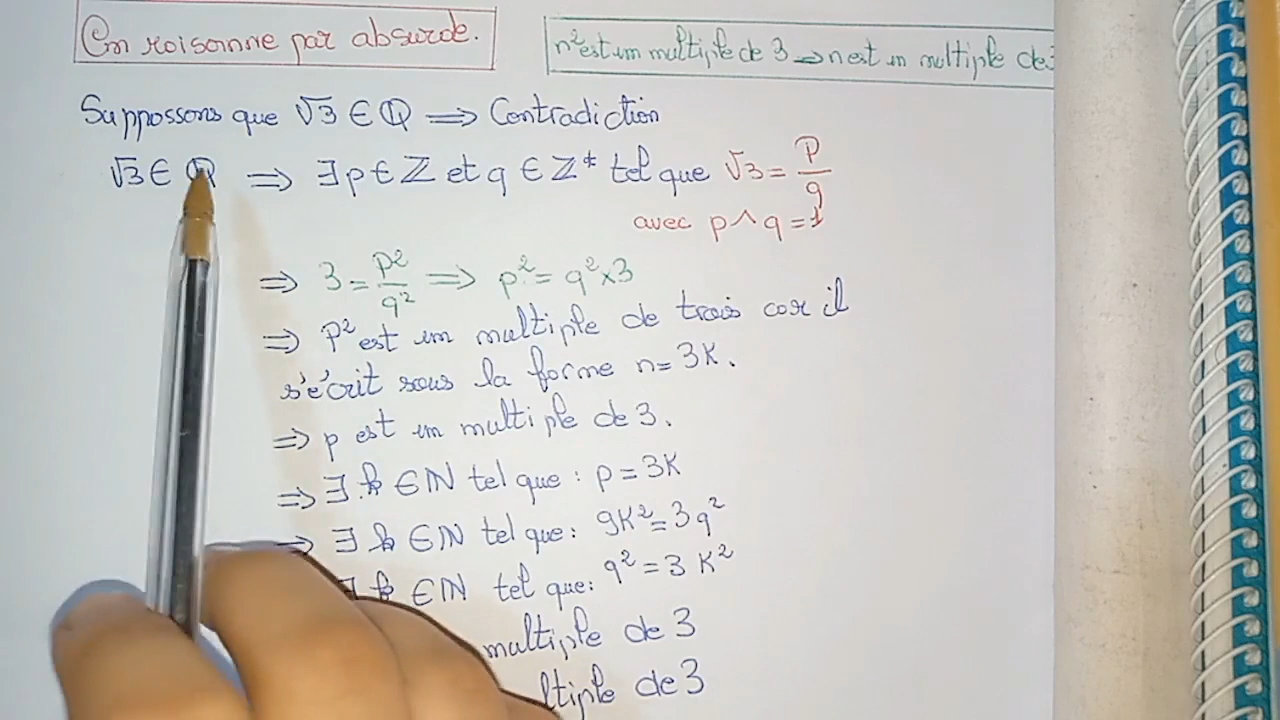 On roisonne par absurde.
n² est un multiple de 3 ⟹ n est un multiple de 3
Suppossons que √3 ∈ ℚ ⟹ Contradiction
√3 ∈ ℚ ⟹ ∃ p ∈ ℤ et q ∈ ℤ* tel que √3 = p/q
avec p ∧ q = 1
⟹ 3 = p²/q² ⟹ p² = q² × 3
⟹ p² est un multiple de trois car il
s'écrit sous la forme n = 3K.
⟹ p est un multiple de 3.
⟹ ∃ k ∈ ℕ tel que : p = 3K
⟹ ∃ k ∈ ℕ tel que : 9K² = 3q²
∃ k ∈ ℕ tel que : q² = 3K²
multiple de 3
ltiple de 3